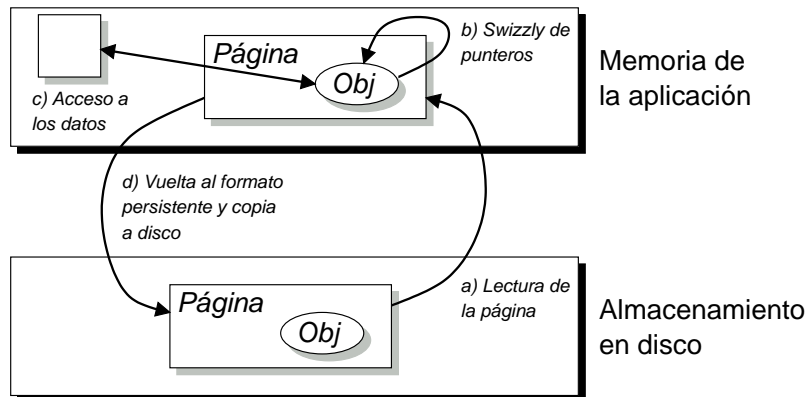 Página
Obj
b) Swizzly de
punteros
c) Acceso a
los datos
Memoria de
la aplicación
d) Vuelta al formato
persistente y copia
a disco
Página
Obj
a) Lectura de
la página
Almacenamiento
en disco